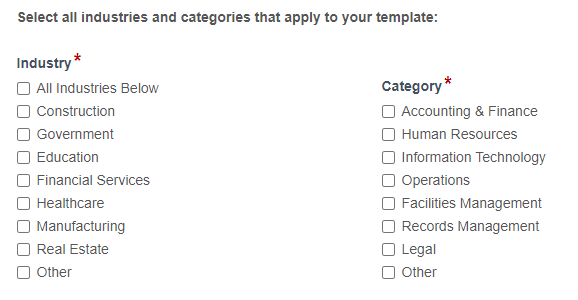 Select all industries and categories that apply to your template:
Industry*
All Industries Below
Construction
Government
Education
Financial Services
Healthcare
Manufacturing
Real Estate
Other
Category*
Accounting & Finance
Human Resources
Information Technology
Operations
Facilities Management
Records Management
Legal
Other